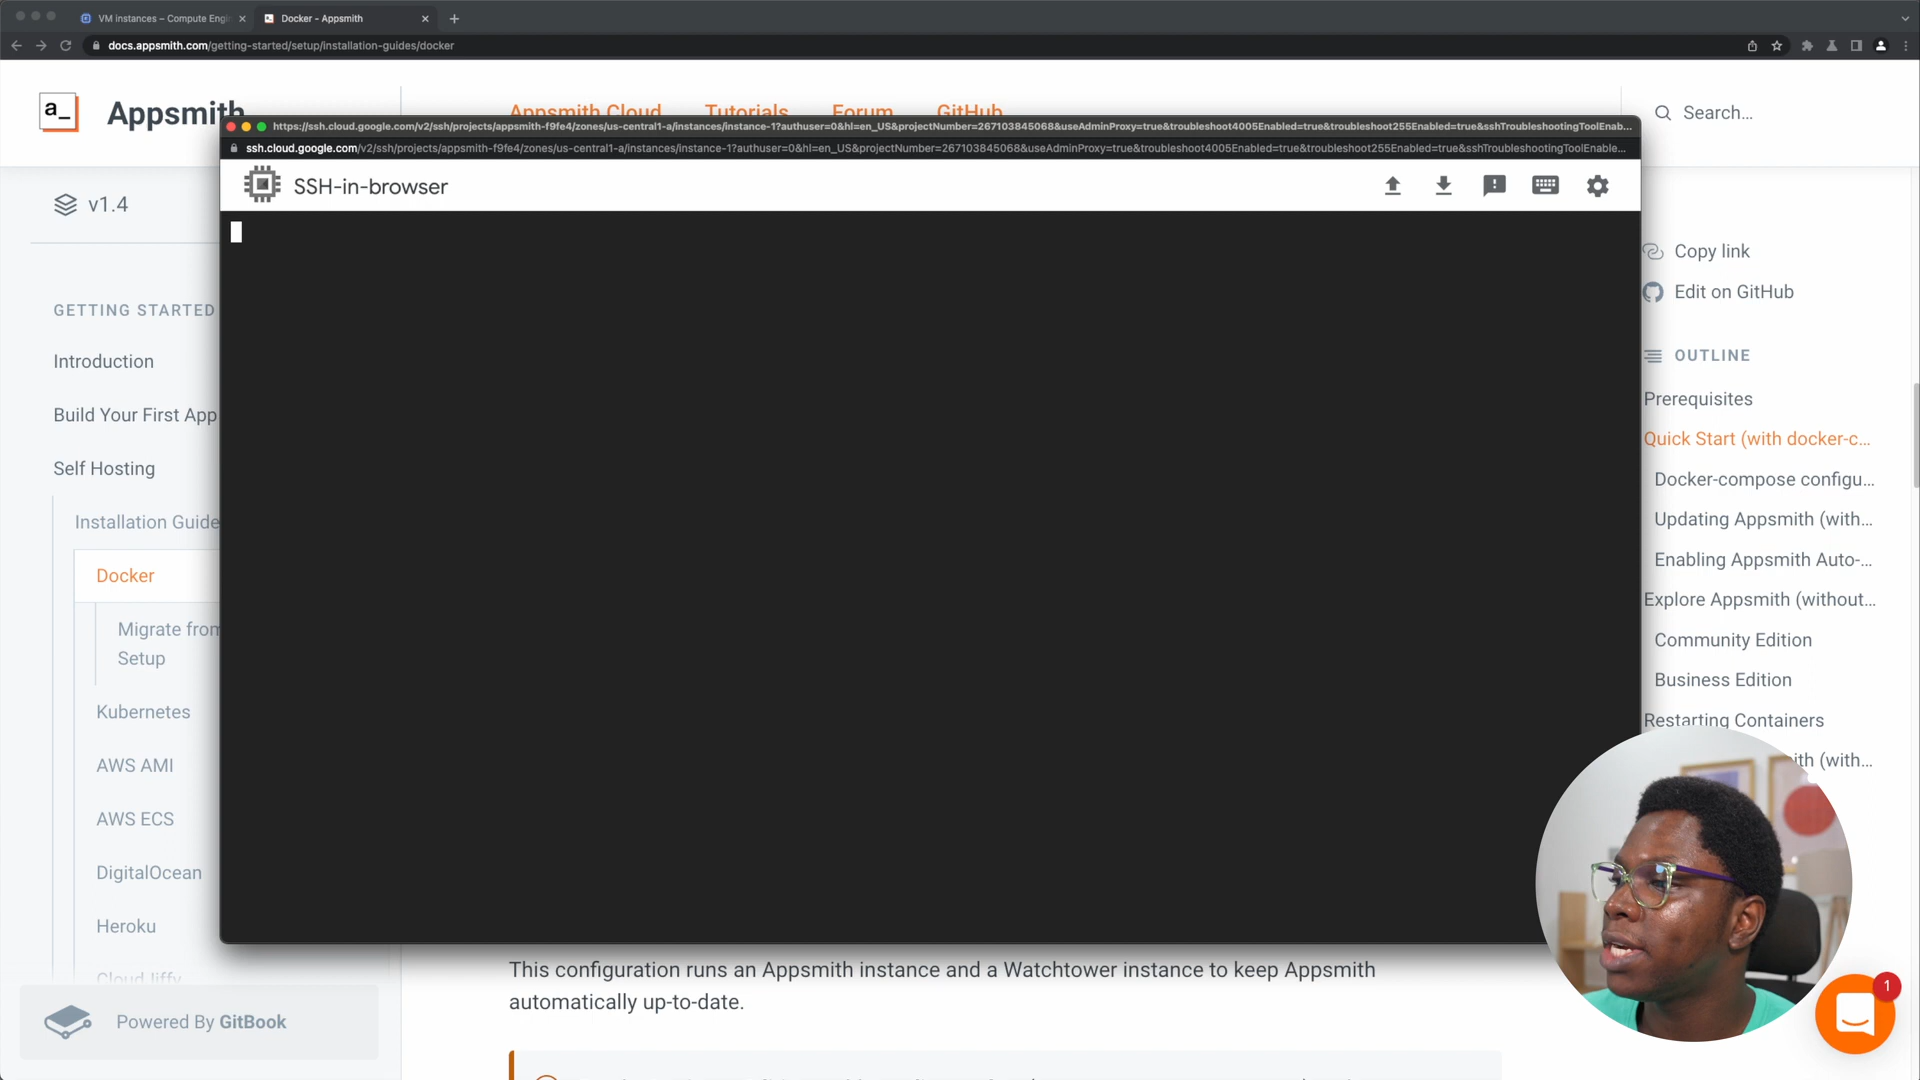 VM instances – Compute Engi
Docker - Appsmith
docs.appsmith.com/getting-started/setup/installation-guides/docker
a_
Appsmith
Appsmith Cloud
Tutorials
Forum
GitHub
Search...
https://ssh.cloud.google.com/v2/ssh/projects/appsmith-f9fe4/zones/us-central1-a/instances/instance-1?authuser=0&hl=en_US&projectNumber=267103845068&useAdminProxy=true&troubleshoot4005Enabled=true&troubleshoot255Enabled=true&sshTroubleshootingToolEnab...
ssh.cloud.google.com/v2/ssh/projects/appsmith-f9fe4/zones/us-central1-a/instances/instance-1?authuser=0&hl=en_US&projectNumber=267103845068&useAdminProxy=true&troubleshoot4005Enabled=true&troubleshoot255Enabled=true&sshTroubleshootingToolEnable...
SSH-in-browser
v1.4
GETTING STARTED
Introduction
Build Your First App
Self Hosting
Installation Guide
Docker
Migrate from
Setup
Kubernetes
AWS AMI
AWS ECS
DigitalOcean
Heroku
CloudJiffy
Powered By GitBook
Copy link
Edit on GitHub
OUTLINE
Prerequisites
Quick Start (with docker-c...
Docker-compose configu...
Updating Appsmith (with...
Enabling Appsmith Auto-...
Explore Appsmith (without...
Community Edition
Business Edition
Restarting Containers
ith (with...
This configuration runs an Appsmith instance and a Watchtower instance to keep Appsmith
automatically up-to-date.
1